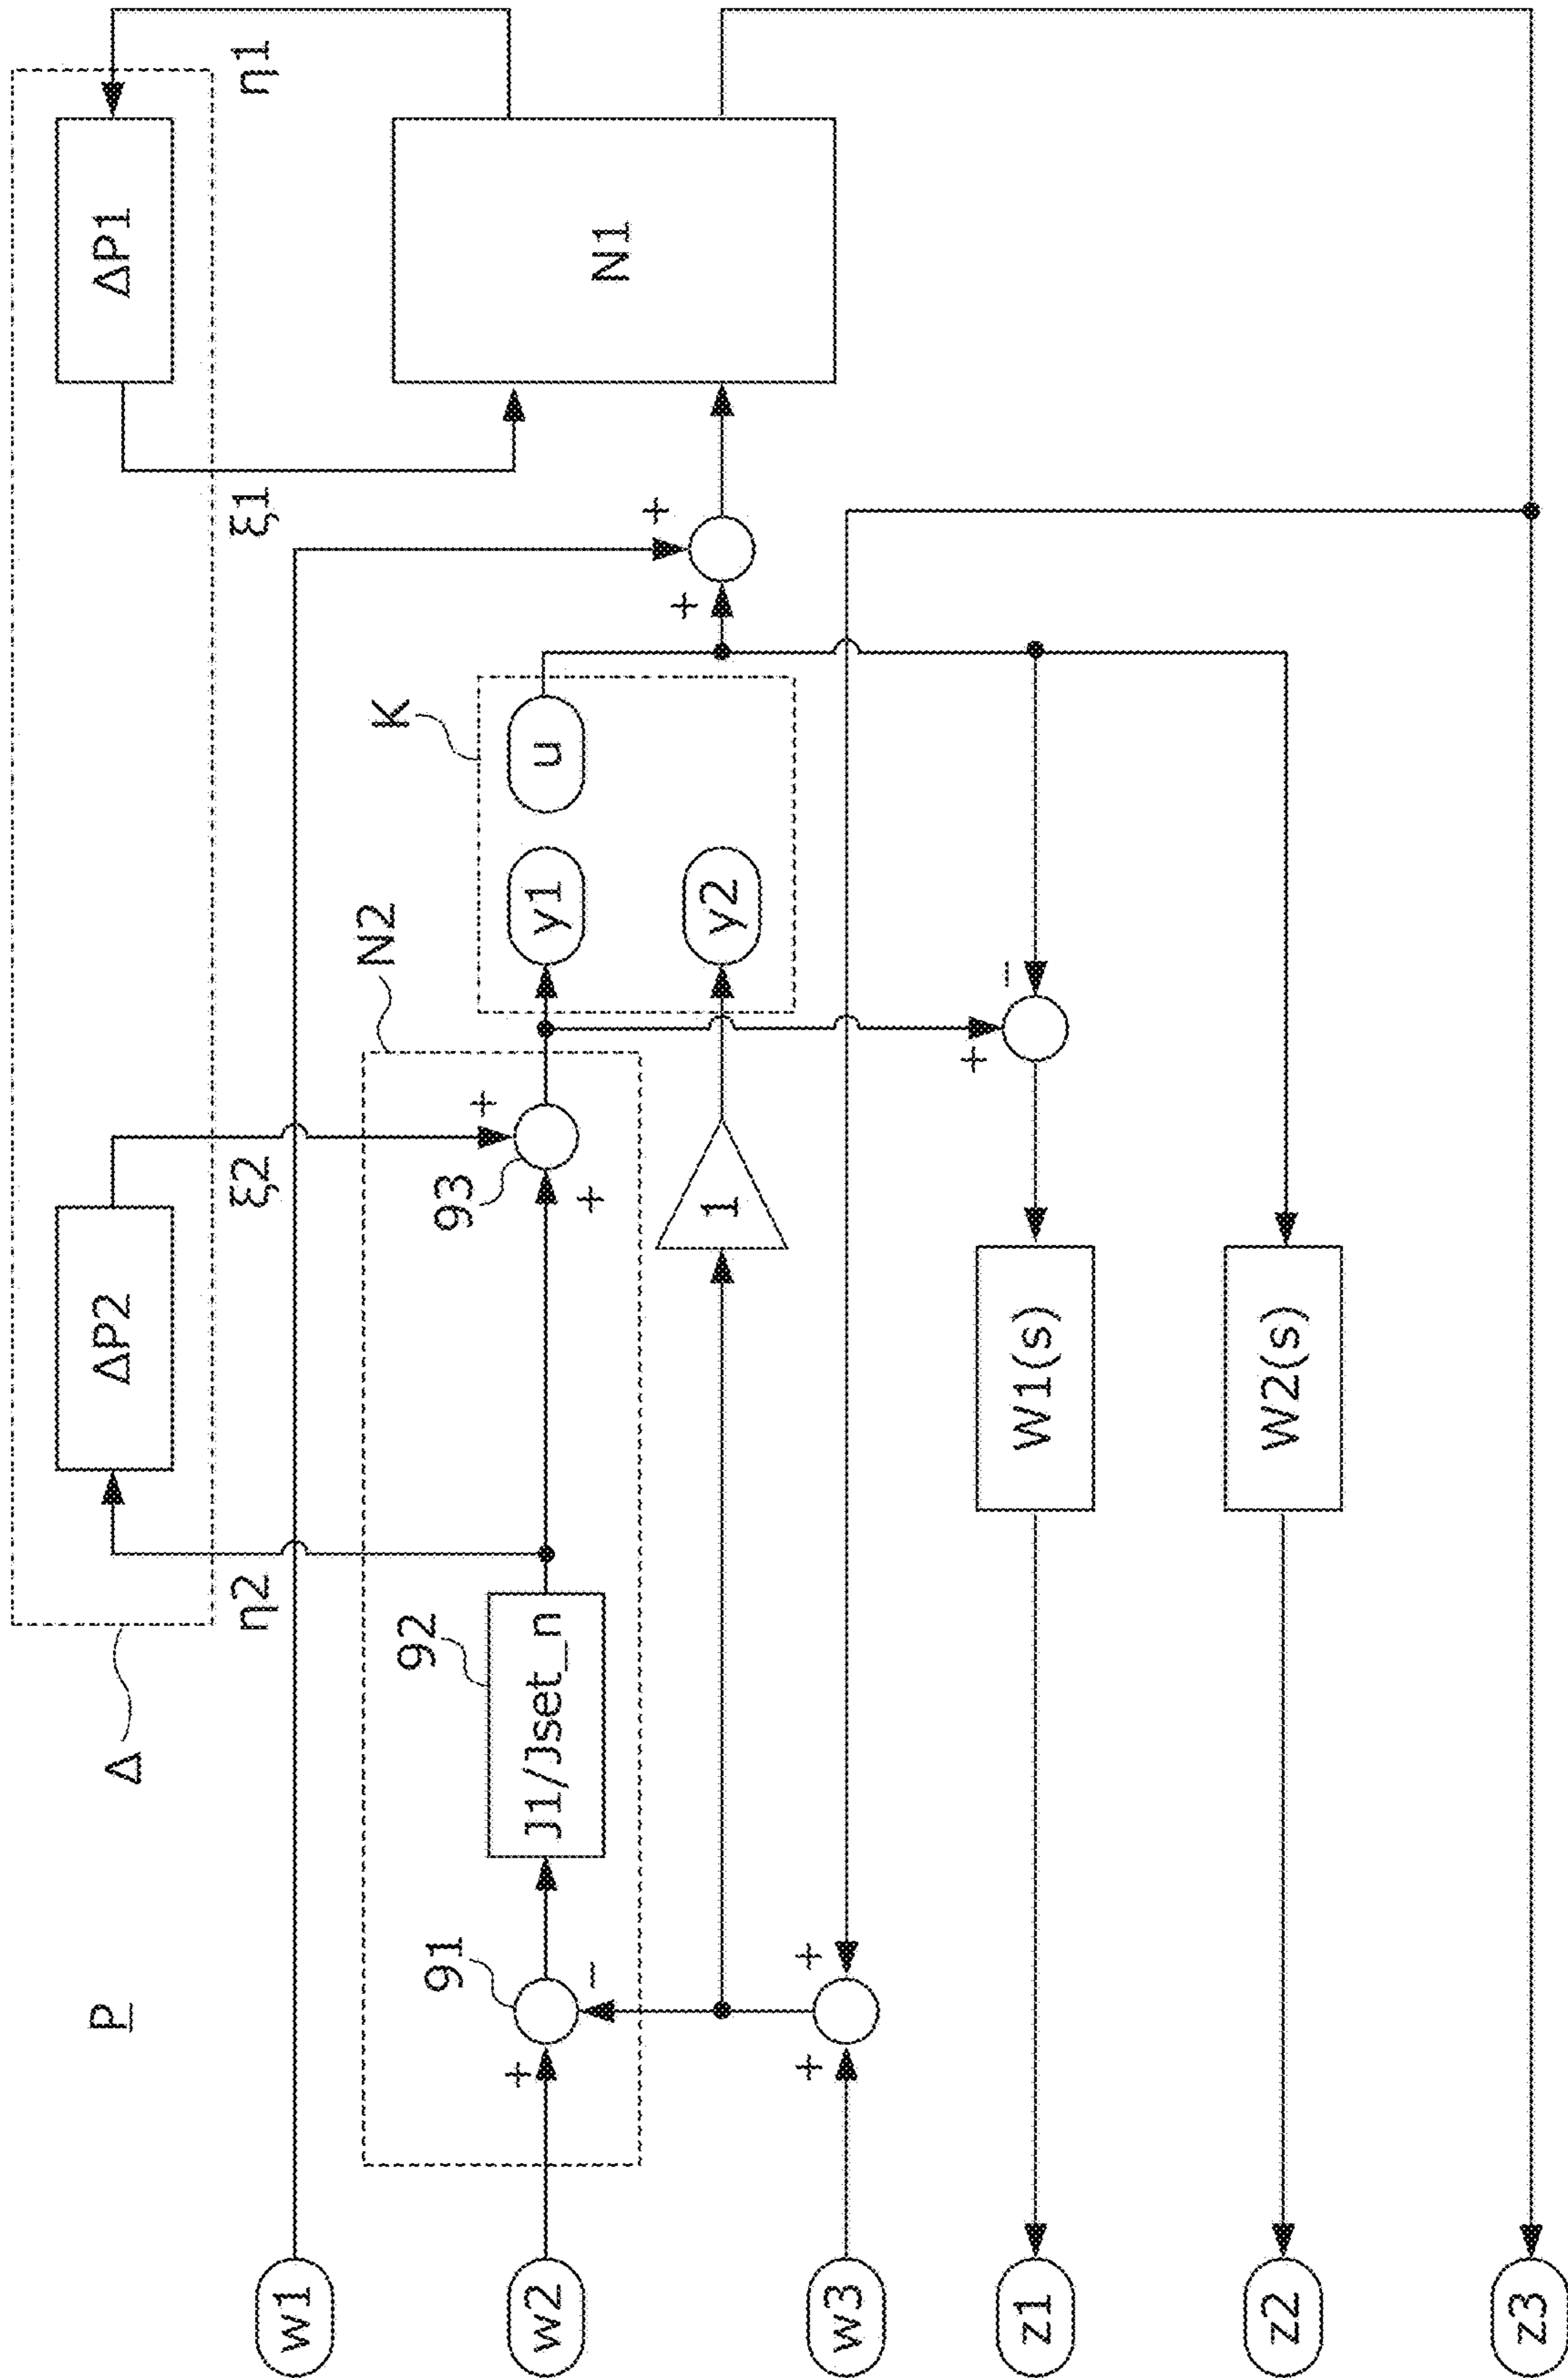 P
Δ
ΔP2
ΔP1
η2
ξ2
ξ1
η1
w1
N2
K
91
92
93
+
+
w2
+
−
J1/Jset_n
+
+
y1
u
N1
1
y2
+
+
w3
+
+
−
z1
W1(s)
z2
W2(s)
z3